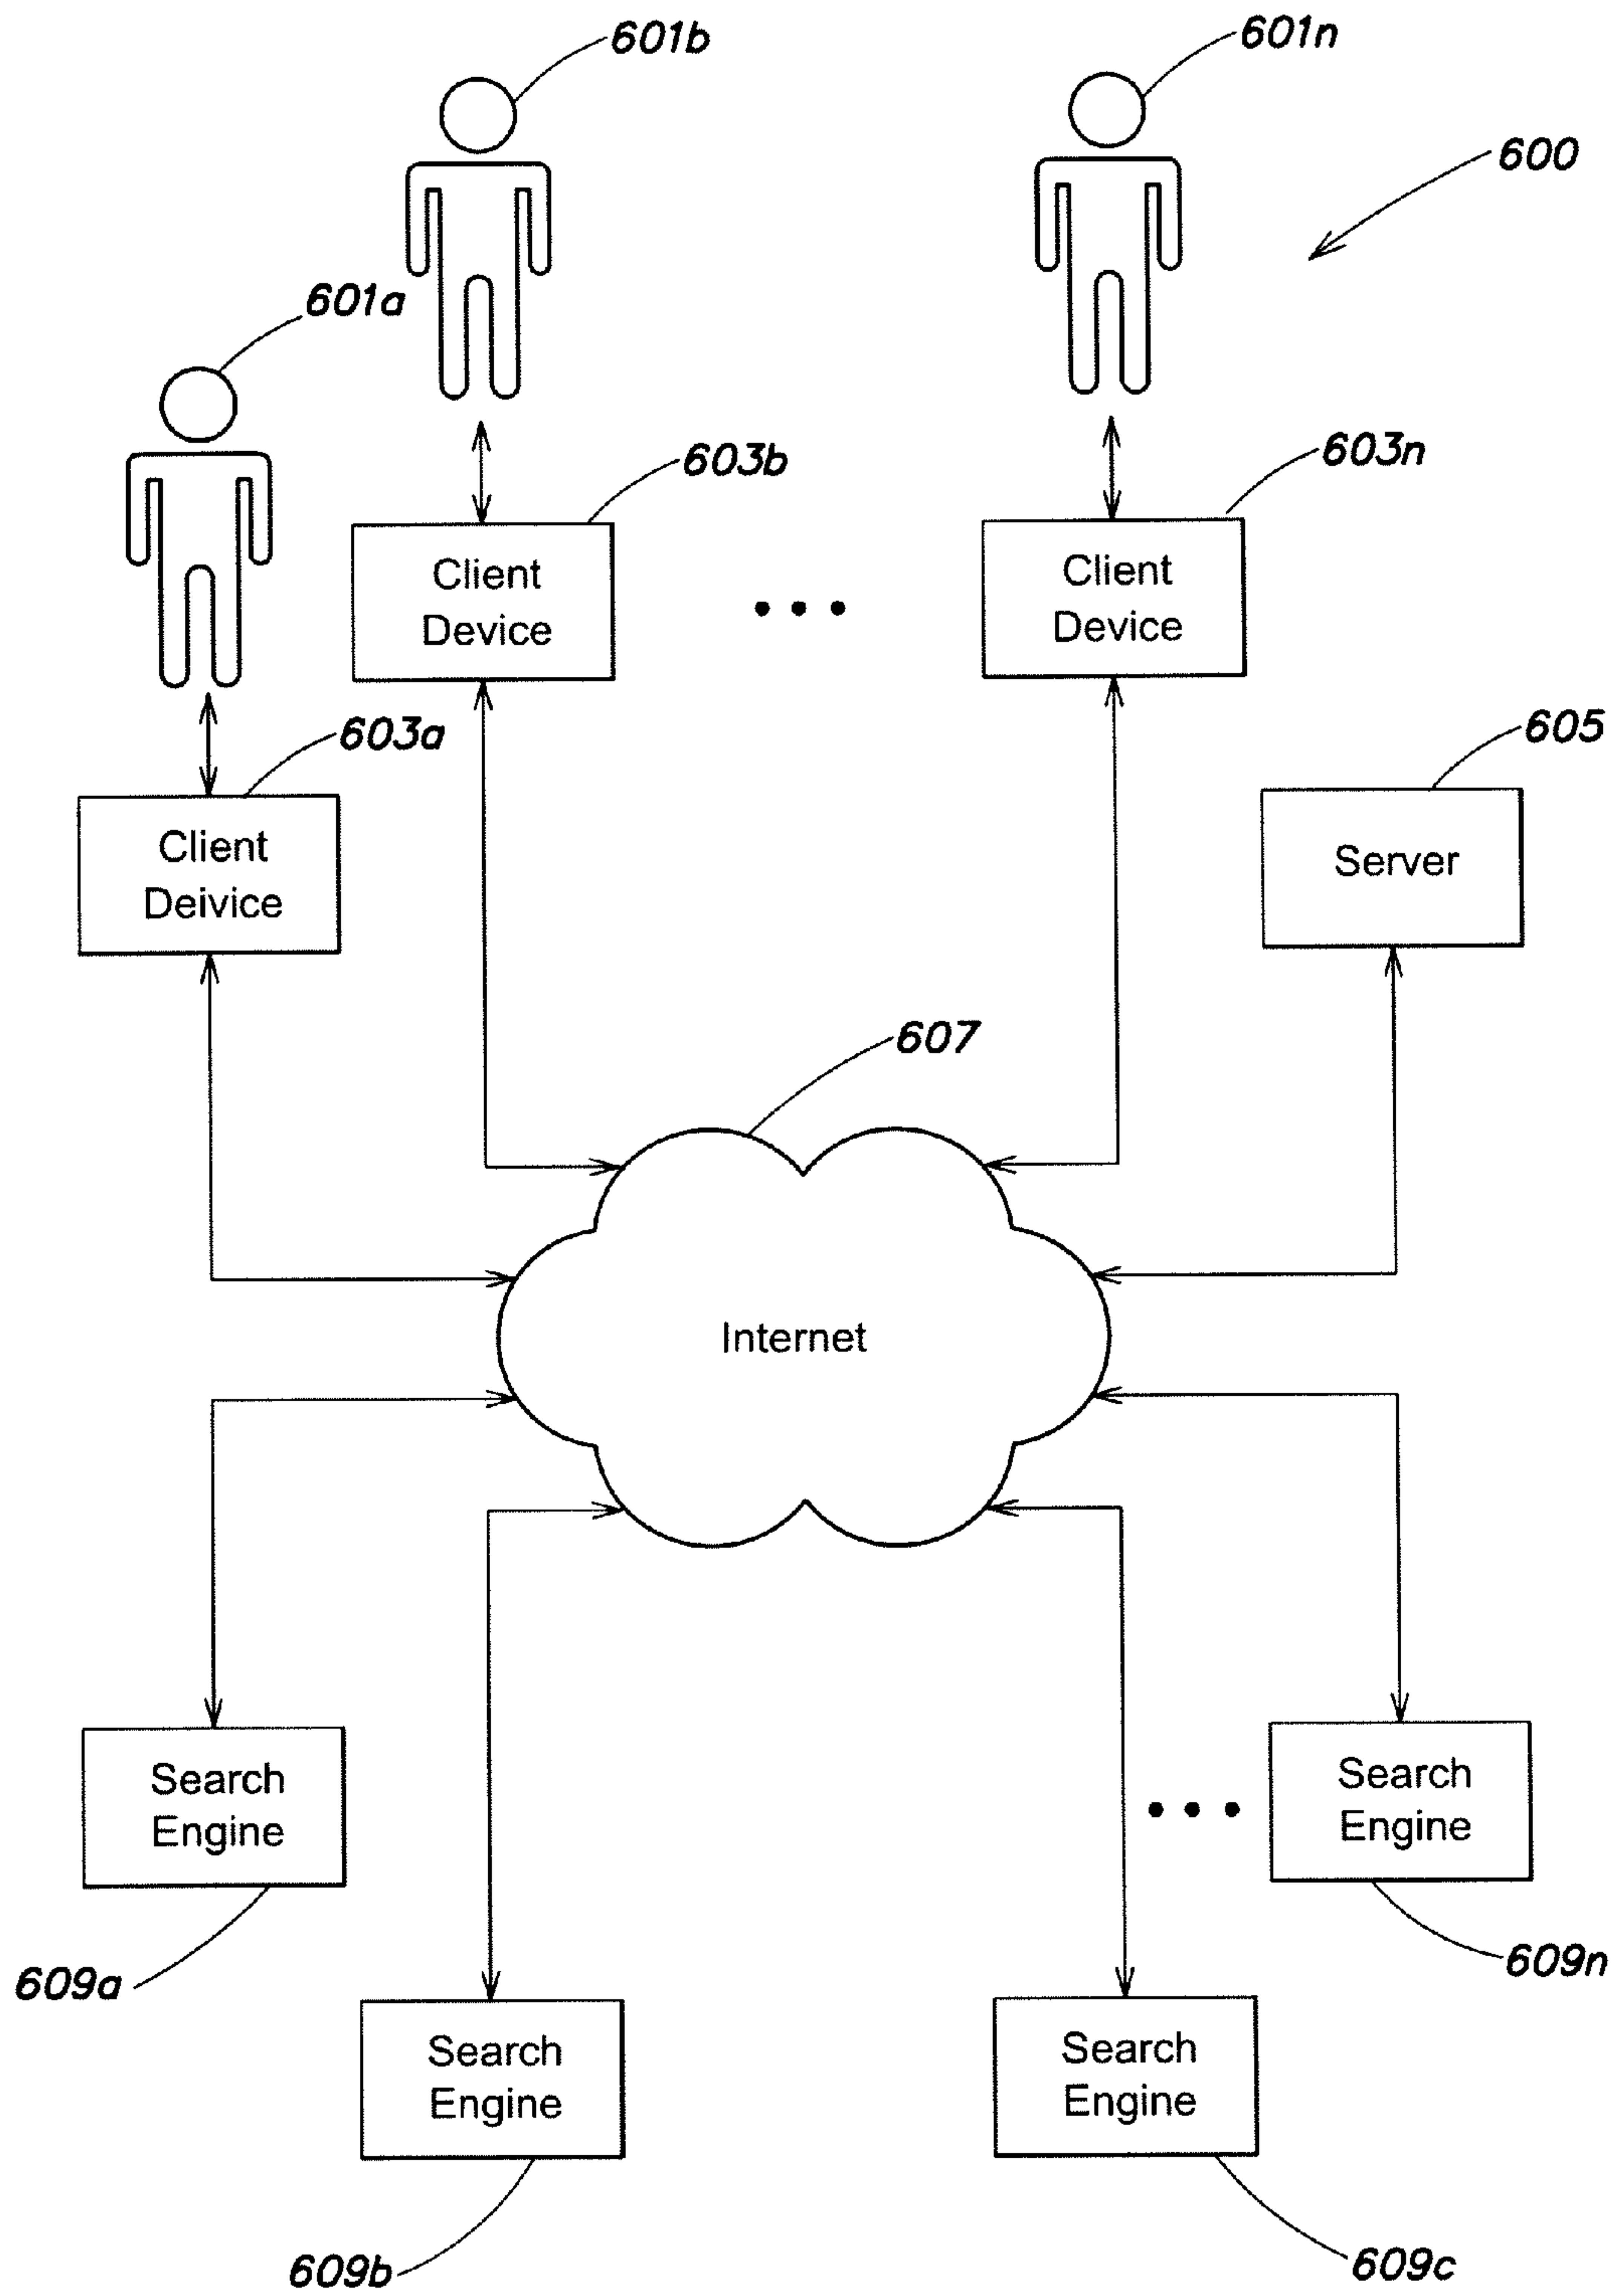 601b
601n
600
601a
603b
603n
Client
Device
Client
Device
603a
605
Client
Deivice
Server
607
Internet
Search
Engine
Search
Engine
609a
609n
Search
Engine
Search
Engine
609b
609c